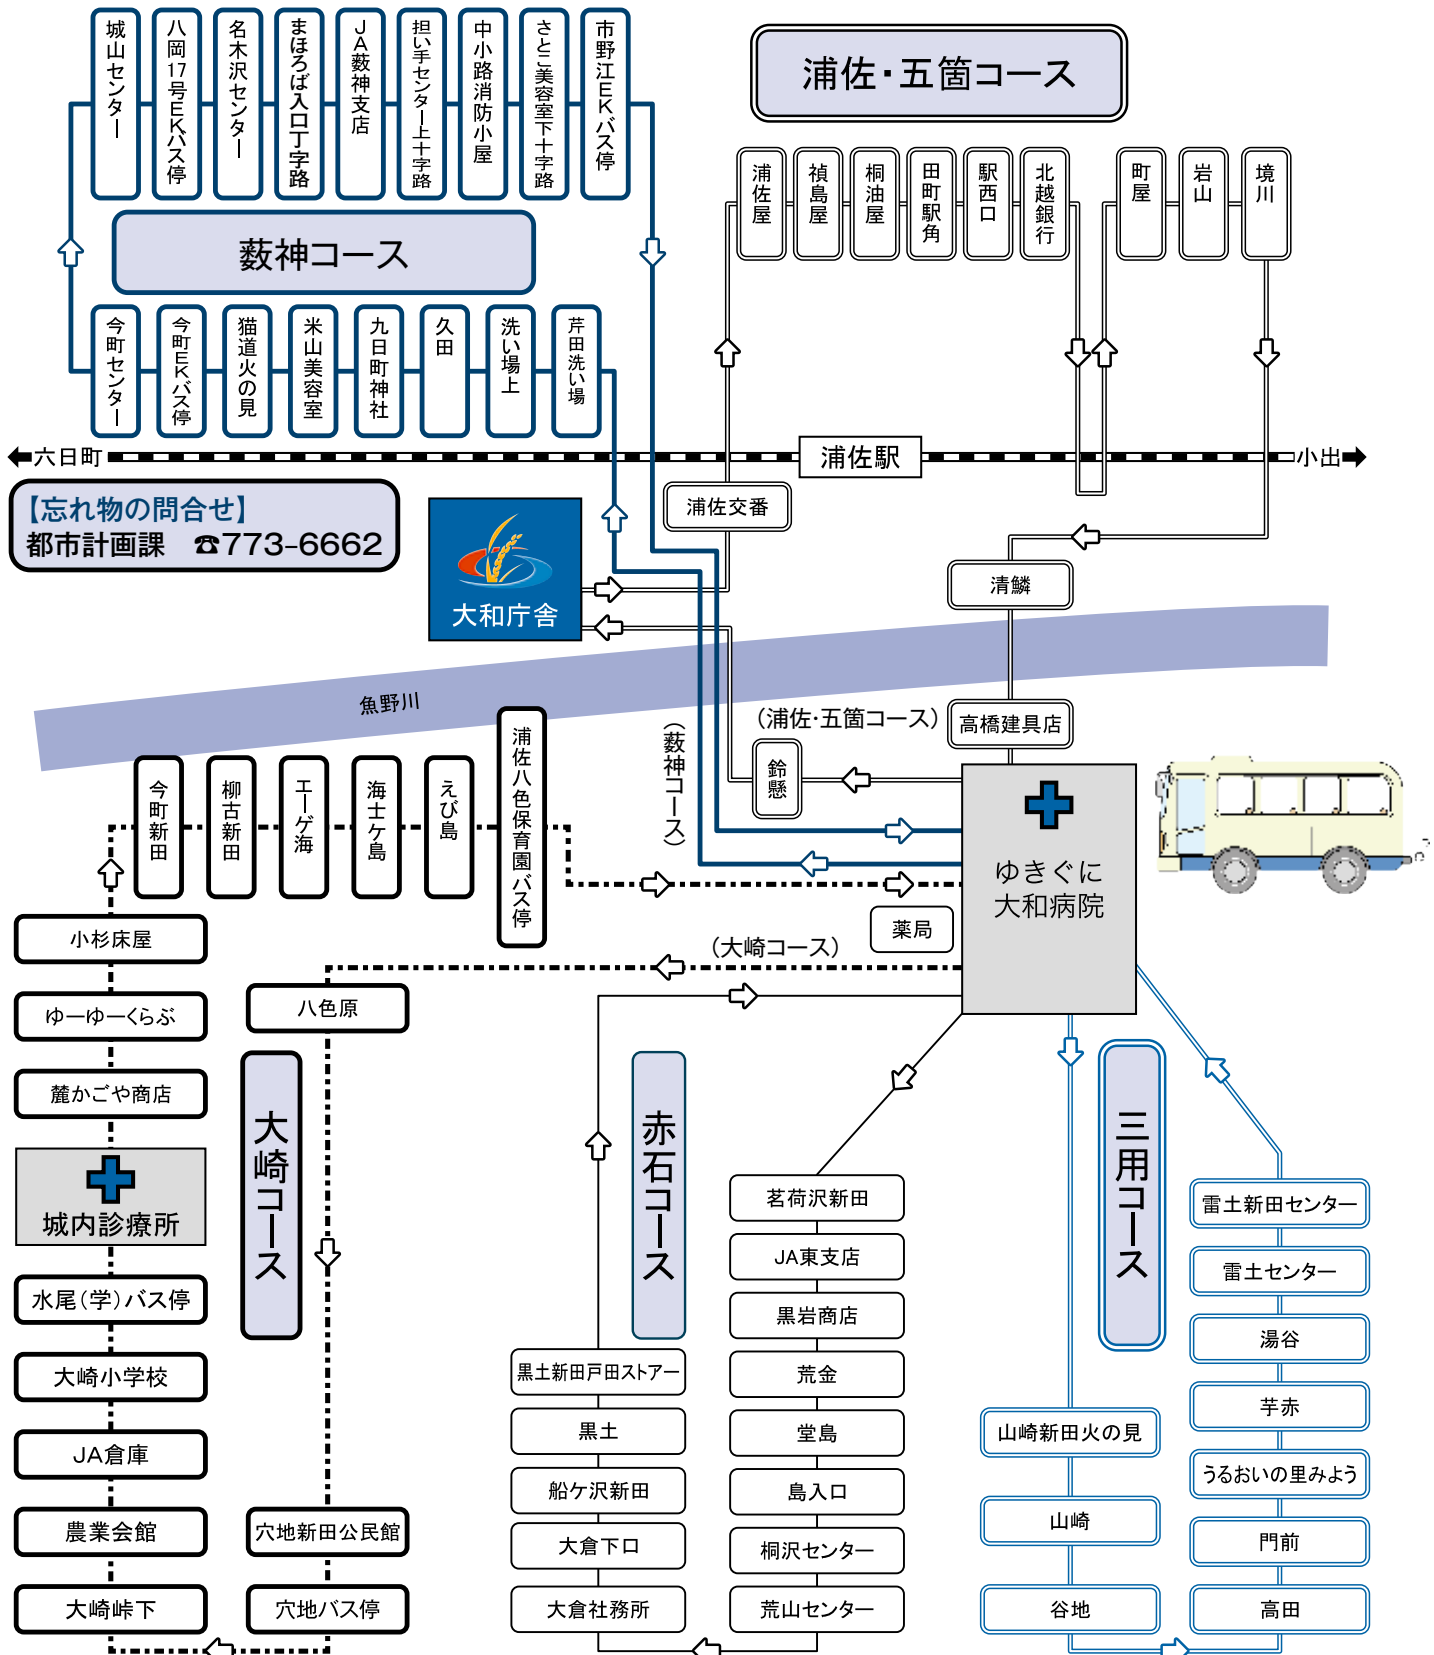 城山センター
八岡17号EKバス停
名木沢センター
まほろば入口丁字路
JA薮神支店
担い手センター上十字路
中小路消防小屋
さとこ美容室下十字路
市野江EKバス停
浦佐・五箇コース
浦佐屋
禎島屋
桐油屋
田町駅角
駅西口
北越銀行
町屋
岩山
境川
薮神コース
今町センター
今町EKバス停
猫道火の見
米山美容室
九日町神社
久田
洗い場上
芹田洗い場
六日町
浦佐駅
小出
【忘れ物の問合せ】
都市計画課 ☎773-6662
浦佐交番
大和庁舎
清鱗
魚野川
(薮神コース)
(浦佐・五箇コース)
高橋建具店
鈴懸
今町新田
柳古新田
エーゲ海
海士ケ島
えび島
浦佐八色保育園バス停
ゆきぐに
大和病院
薬局
(大崎コース)
小杉床屋
ゆーゆーくらぶ
麓かごや商店
城内診療所
水尾(学)バス停
大崎小学校
JA倉庫
農業会館
大崎峠下
八色原
大崎コース
穴地新田公民館
穴地バス停
赤石コース
黒土新田戸田ストアー
黒土
船ケ沢新田
大倉下口
大倉社務所
茗荷沢新田
JA東支店
黒岩商店
荒金
堂島
島入口
桐沢センター
荒山センター
三用コース
山崎新田火の見
山崎
谷地
雷土新田センター
雷土センター
湯谷
芋赤
うるおいの里みよう
門前
高田